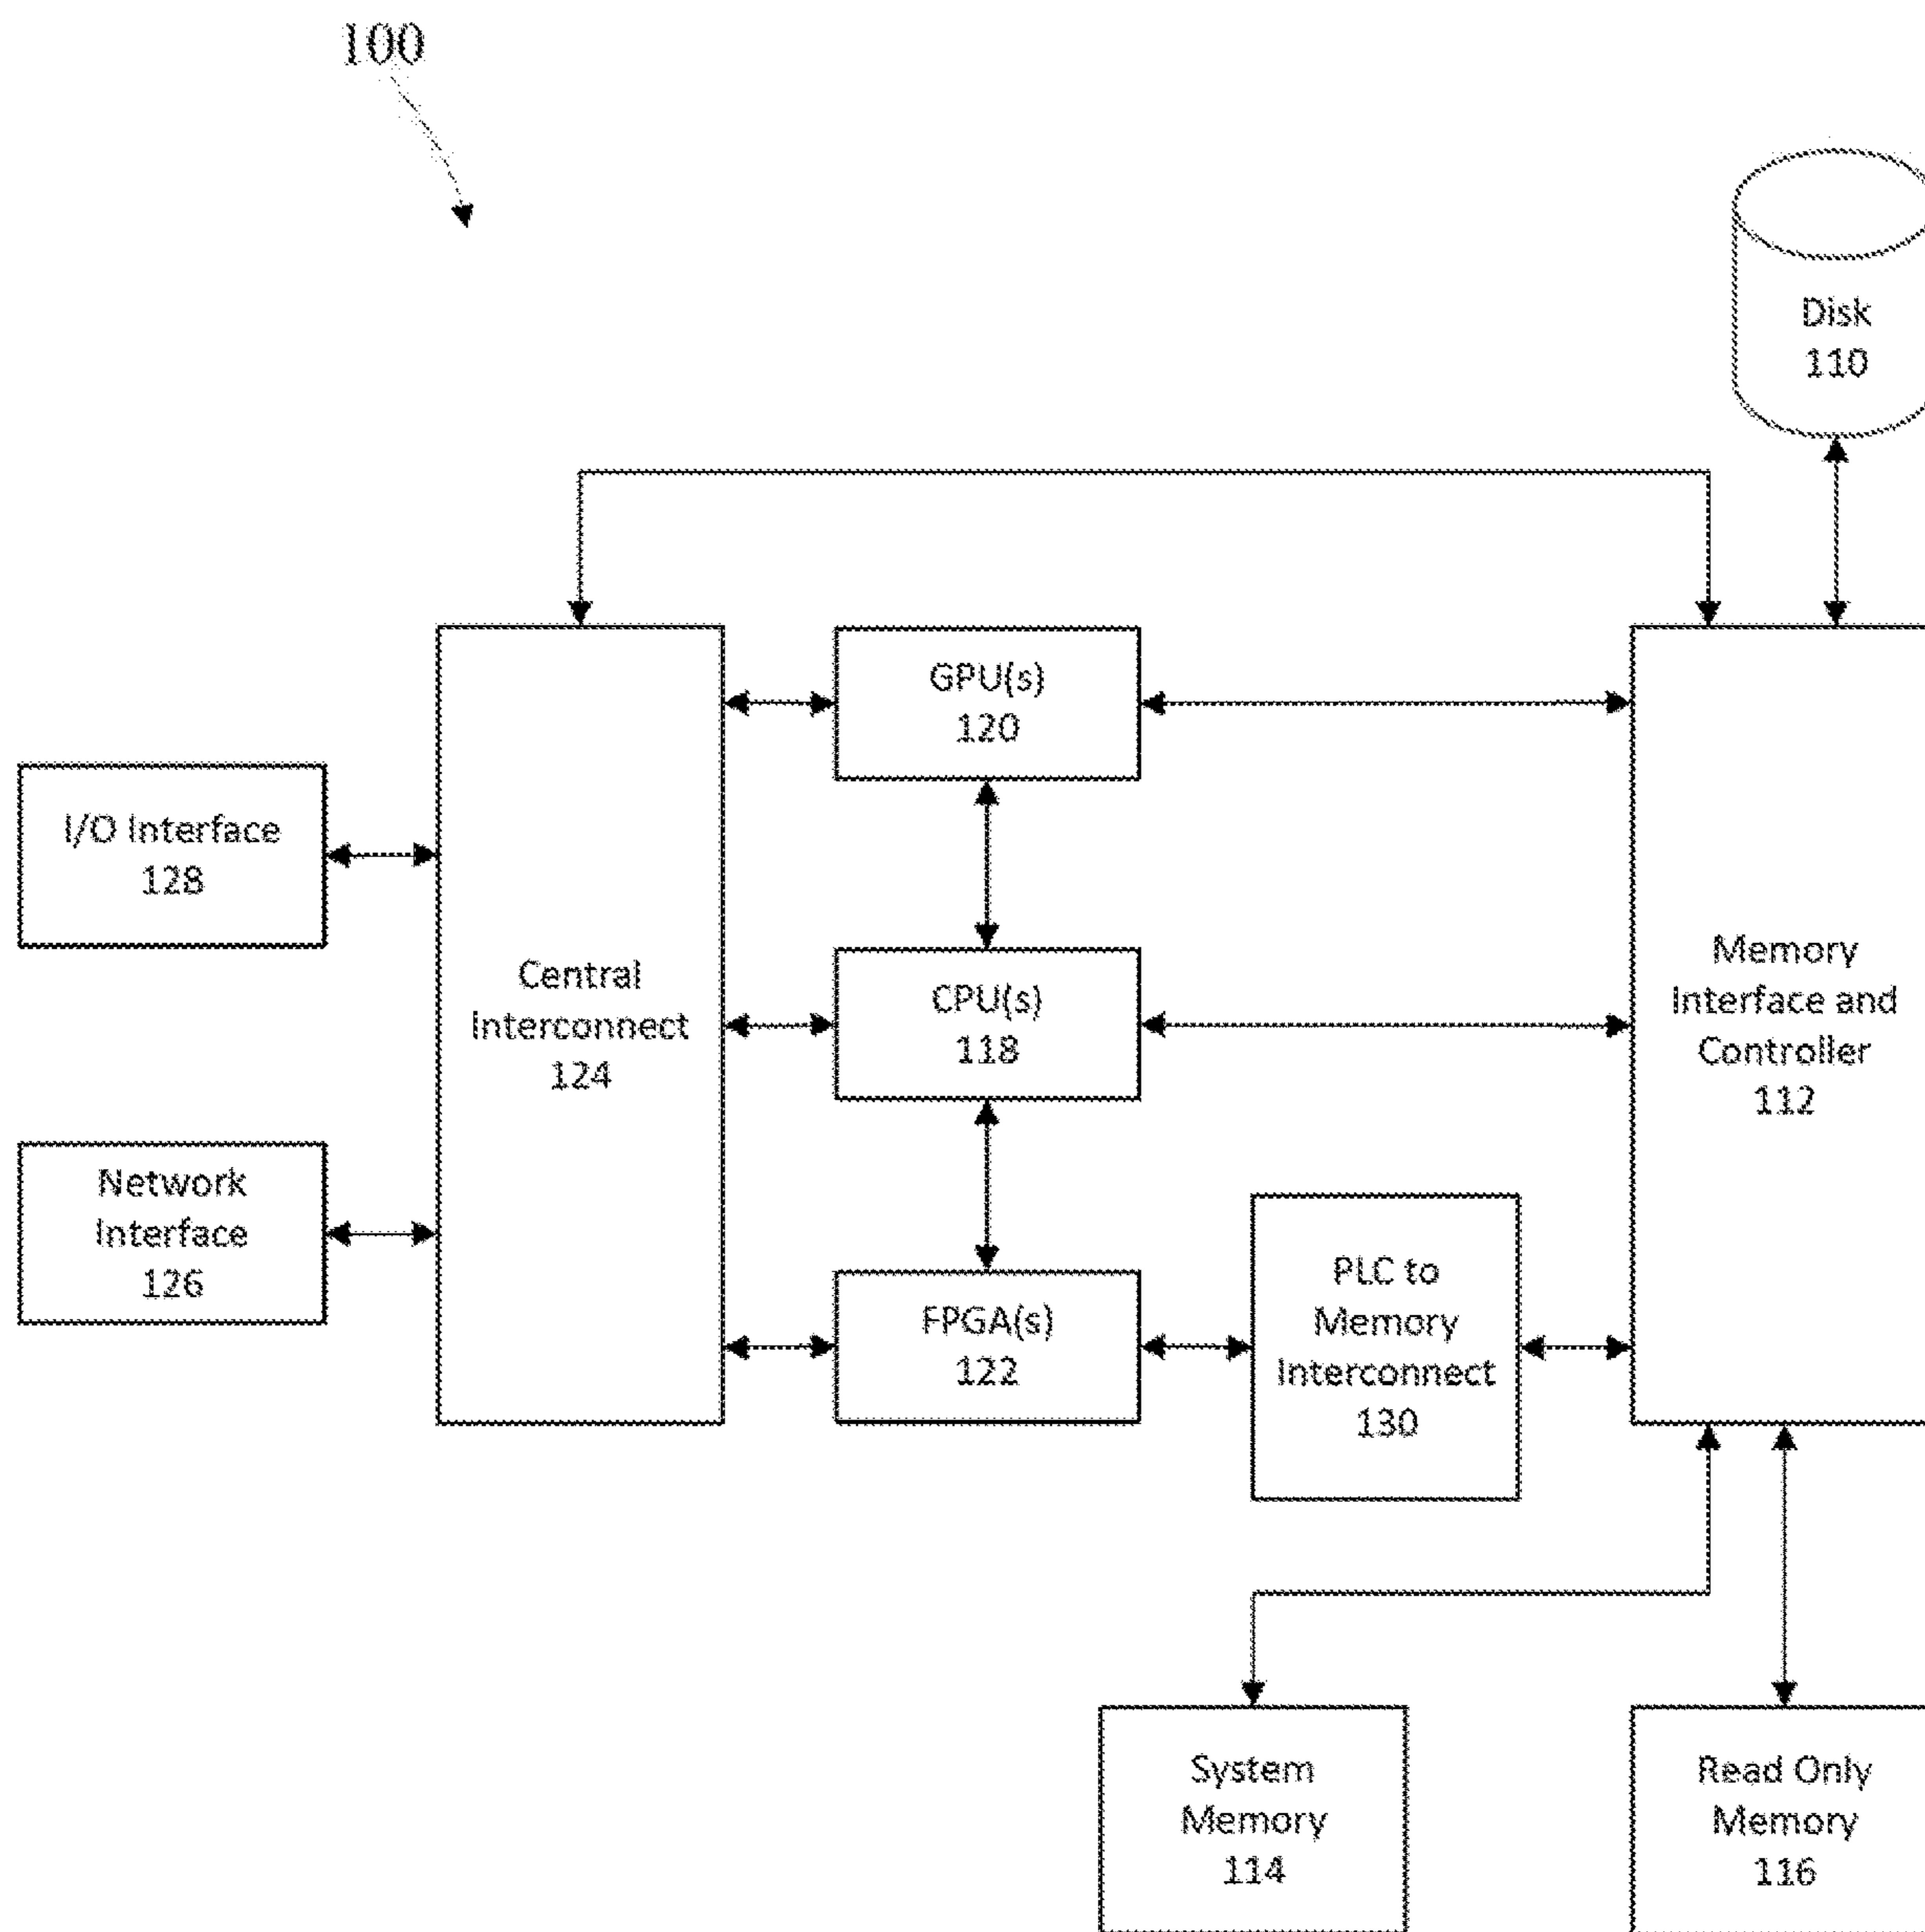 100
Disk
110
GPU(s)
120
I/O Interface
128
Central
Interconnect
124
CPU(s)
118
Memory
Interface and
Controller
112
Network
Interface
126
FPGA(s)
122
PLC to
Memory
Interconnect
130
System
Memory
114
Read Only
Memory
116